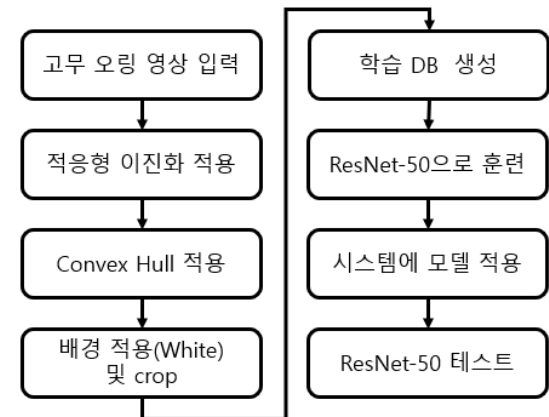 고무 오링 영상 입력
적응형 이진화 적용
Convex Hull 적용
배경 적용(White)
및 crop
학습 DB 생성
ResNet-50으로 훈련
시스템에 모델 적용
ResNet-50 테스트